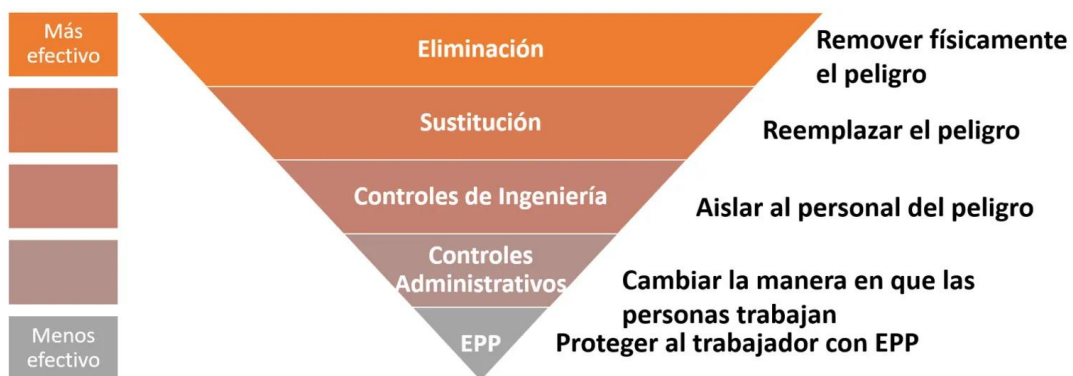 Más
efectivo
Eliminación
Remover físicamente
el peligro
Sustitución
Reemplazar el peligro
Controles de Ingeniería
Aislar al personal del peligro
Controles
Administrativos
Cambiar la manera en que las
personas trabajan
Menos
efectivo
EPP
Proteger al trabajador con EPP